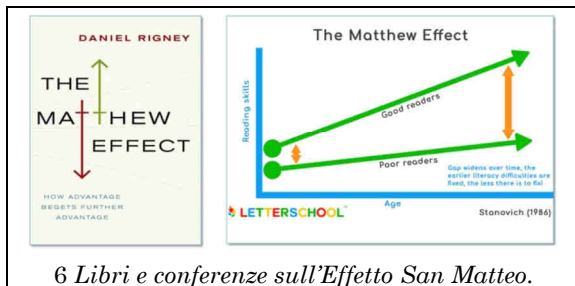 DANIEL RIGNEY
THE
MATTHEW
EFFECT
HOW ADVANTAGE
BEGETS FURTHER
ADVANTAGE
The Matthew Effect
Reading skills
Good readers
Poor readers
Gap widens over time, the
earlier literacy difficulties are
fixed, the less there is to fix!
Age
LETTERSCHOOL™
Stanovich (1986)
6 Libri e conferenze sull’Effetto San Matteo.